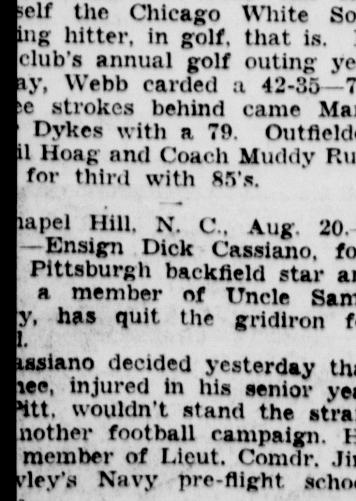 self the Chicago White So
ing hitter, in golf, that is.
club's annual golf outing ye
ay, Webb carded a 42-35—7
ee strokes behind came Ma
Dykes with a 79. Outfield
il Hoag and Coach Muddy Ru
for third with 85's.
hapel Hill, N. C., Aug. 20.
—Ensign Dick Cassiano, fo
Pittsburgh backfield star a
a member of Uncle Sam
y, has quit the gridiron f
l.
assiano decided yesterday tha
nee, injured in his senior yea
Pitt, wouldn't stand the stra
nother football campaign. H
member of Lieut. Comdr. Ji
wley's Navy pre-flight scho